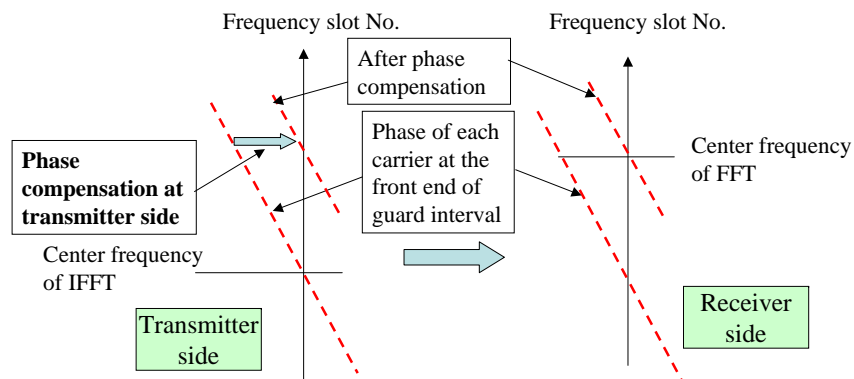 Frequency slot No.
Frequency slot No.
After phase
compensation
Phase of each
carrier at the
front end of
guard interval
Phase
compensation at
transmitter side
Center frequency
of FFT
Center frequency
of IFFT
Transmitter
side
Receiver
side